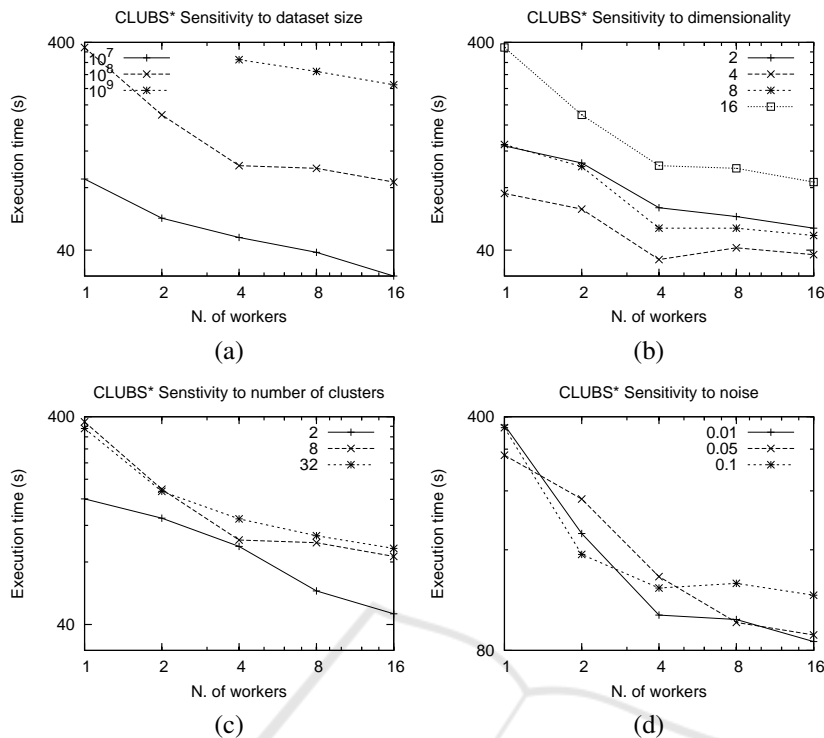 CLUBS* Sensitivity to dataset size
400
40
Execution time (s)
10^7
10^8
10^9
1 2 4 8 16
N. of workers
(a)
CLUBS* Sensitivity to dimensionality
400
40
Execution time (s)
2
4
8
16
1 2 4 8 16
N. of workers
(b)
CLUBS* Senstivity to number of clusters
400
40
Execution time (s)
2
8
32
1 2 4 8 16
N. of workers
(c)
CLUBS* Sensitivity to noise
400
80
Execution time (s)
0.01
0.05
0.1
1 2 4 8 16
N. of workers
(d)